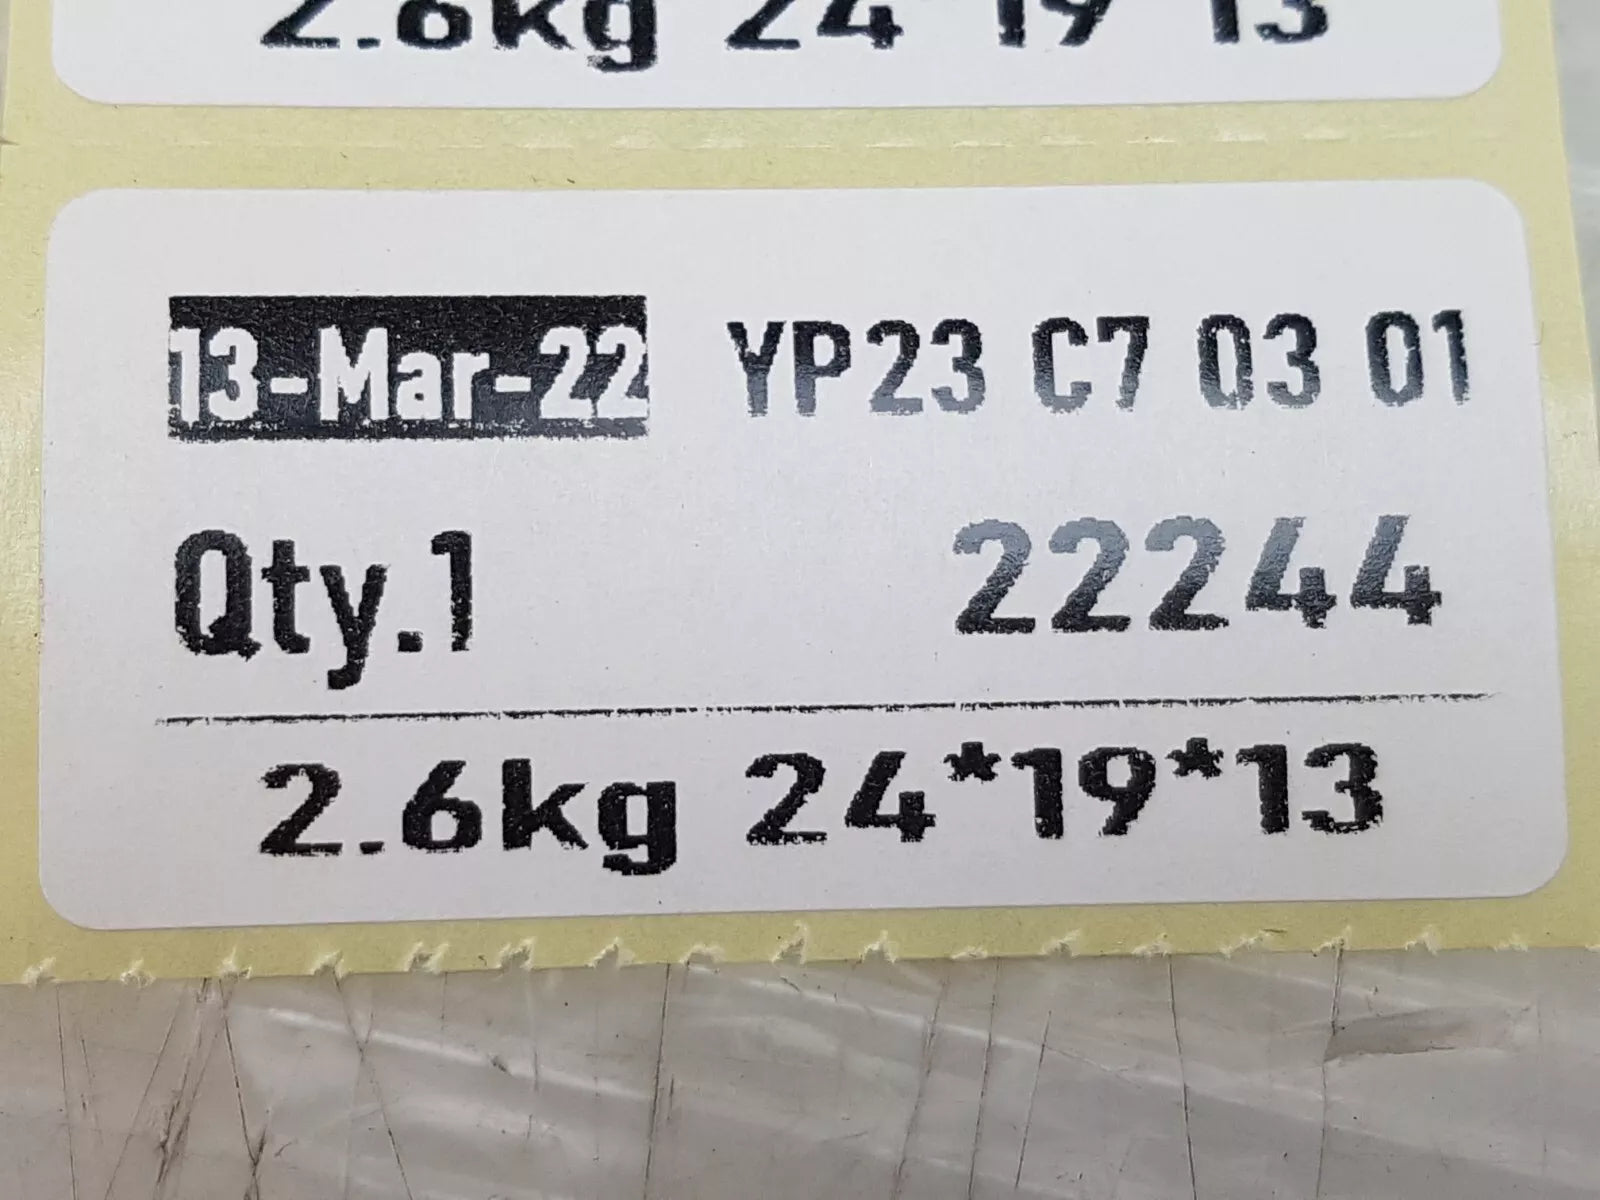 2.6kg 24*19*13
13-Mar-22 YP23 C7 03 01
Qty.1 22244
2.6kg 24*19*13